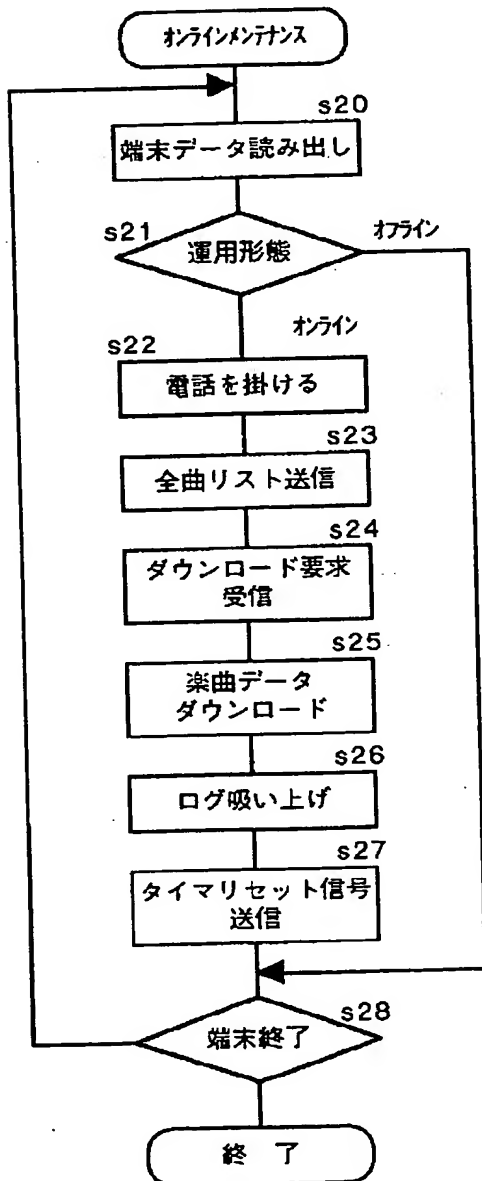 オンラインメンテナンス
s20
端末データ読み出し
s21
運用形態
オフライン
オンライン
s22
電話を掛ける
s23
全曲リスト送信
s24
ダウンロード要求
受信
s25
楽曲データ
ダウンロード
s26
ログ吸い上げ
s27
タイマリセット信号
送信
s28
端末終了
終 了